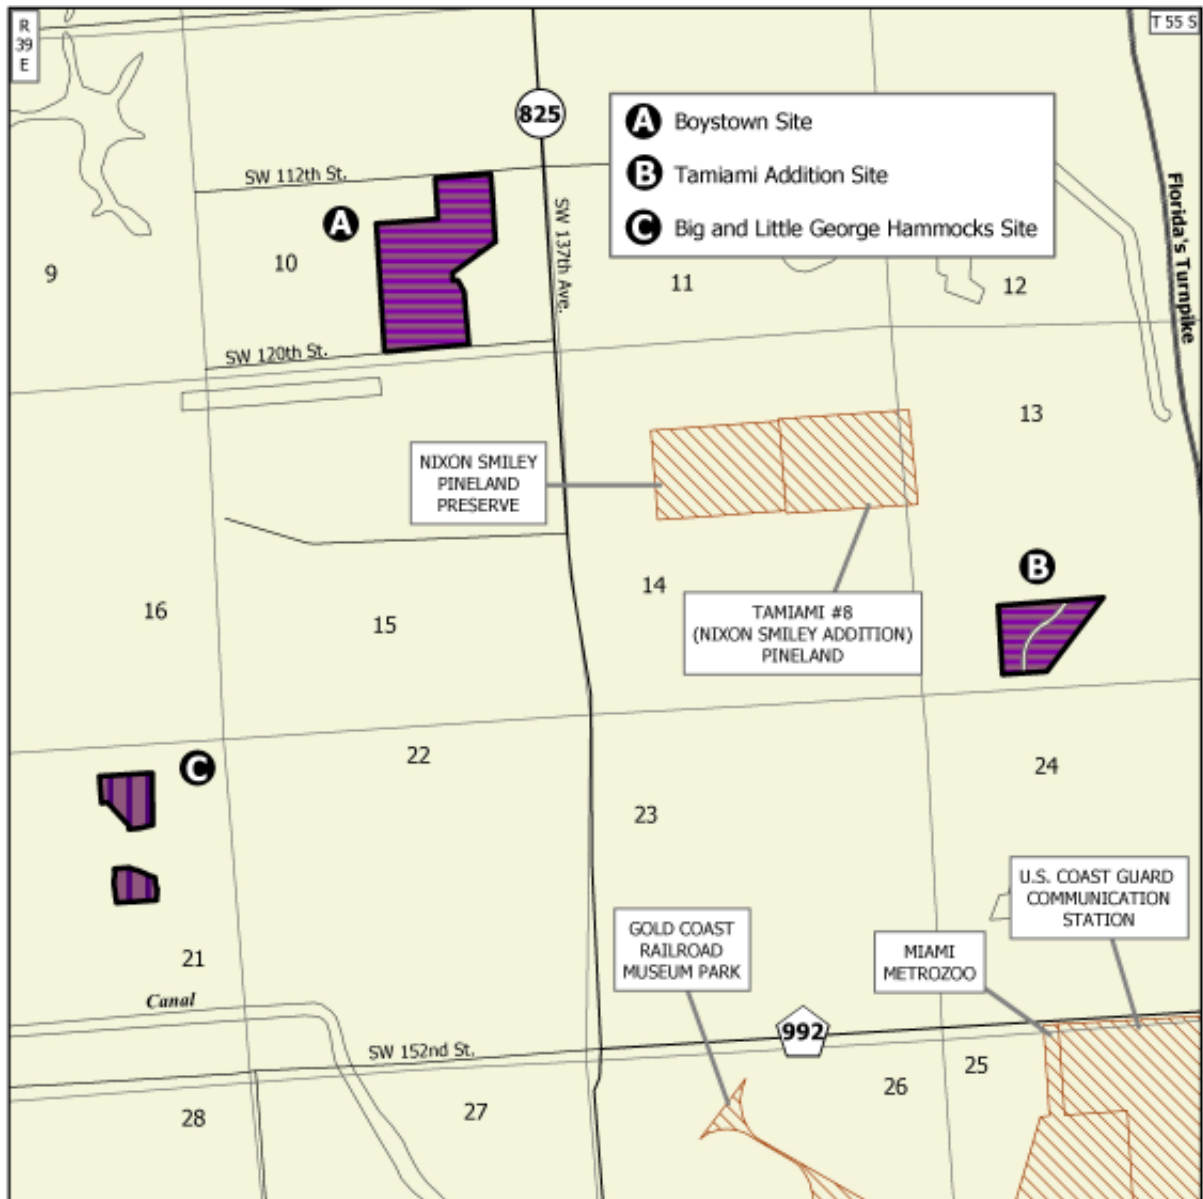 R
39
E
T 55 S
825
A Boystown Site
B Tamiami Addition Site
C Big and Little George Hammocks Site
SW 112th St.
A
SW 137th Ave.
Florida's Turnpike
9
10
11
12
SW 120th St.
13
NIXON SMILEY
PINELAND
PRESERVE
B
14
16
15
TAMIAMI #8
(NIXON SMILEY ADDITION)
PINELAND
C
22
24
23
U.S. COAST GUARD
COMMUNICATION
STATION
GOLD COAST
RAILROAD
MUSEUM PARK
MIAMI
METROZOO
21
Canal
992
SW 152nd St.
25
26
27
28